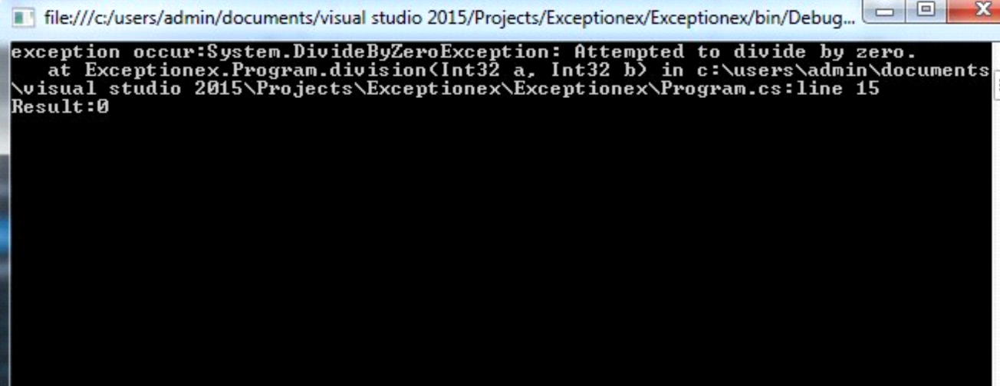 file:///c:/users/admin/documents/visual studio 2015/Projects/Exceptionex/Exceptionex/bin/Debug...
exception occur:System.DivideByZeroException: Attempted to divide by zero.
   at Exceptionex.Program.division(Int32 a, Int32 b) in c:\users\admin\documents
\visual studio 2015\Projects\Exceptionex\Exceptionex\Program.cs:line 15
Result:0